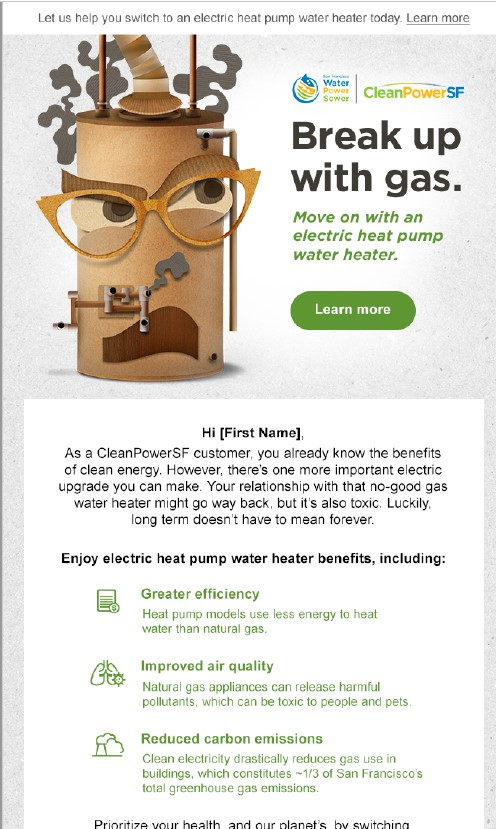 Let us help you switch to an electric heat pump water heater today. Learn more
San Francisco
Water
Power
Sewer
CleanPowerSF
Break up
with gas.
Move on with an
electric heat pump
water heater.
Learn more
Hi [First Name],
As a CleanPowerSF customer, you already know the benefits
of clean energy. However, there's one more important electric
upgrade you can make. Your relationship with that no-good gas
water heater might go way back, but it's also toxic. Luckily,
long term doesn't have to mean forever.
Enjoy electric heat pump water heater benefits, including:
Greater efficiency
Heat pump models use less energy to heat
water than natural gas.
Improved air quality
Natural gas appliances can release harmful
pollutants, which can be toxic to people and pets.
Reduced carbon emissions
Clean electricity drastically reduces gas use in
buildings, which constitutes ~1/3 of San Francisco's
total greenhouse gas emissions.
Prioritize your health, and our planet's, by switching